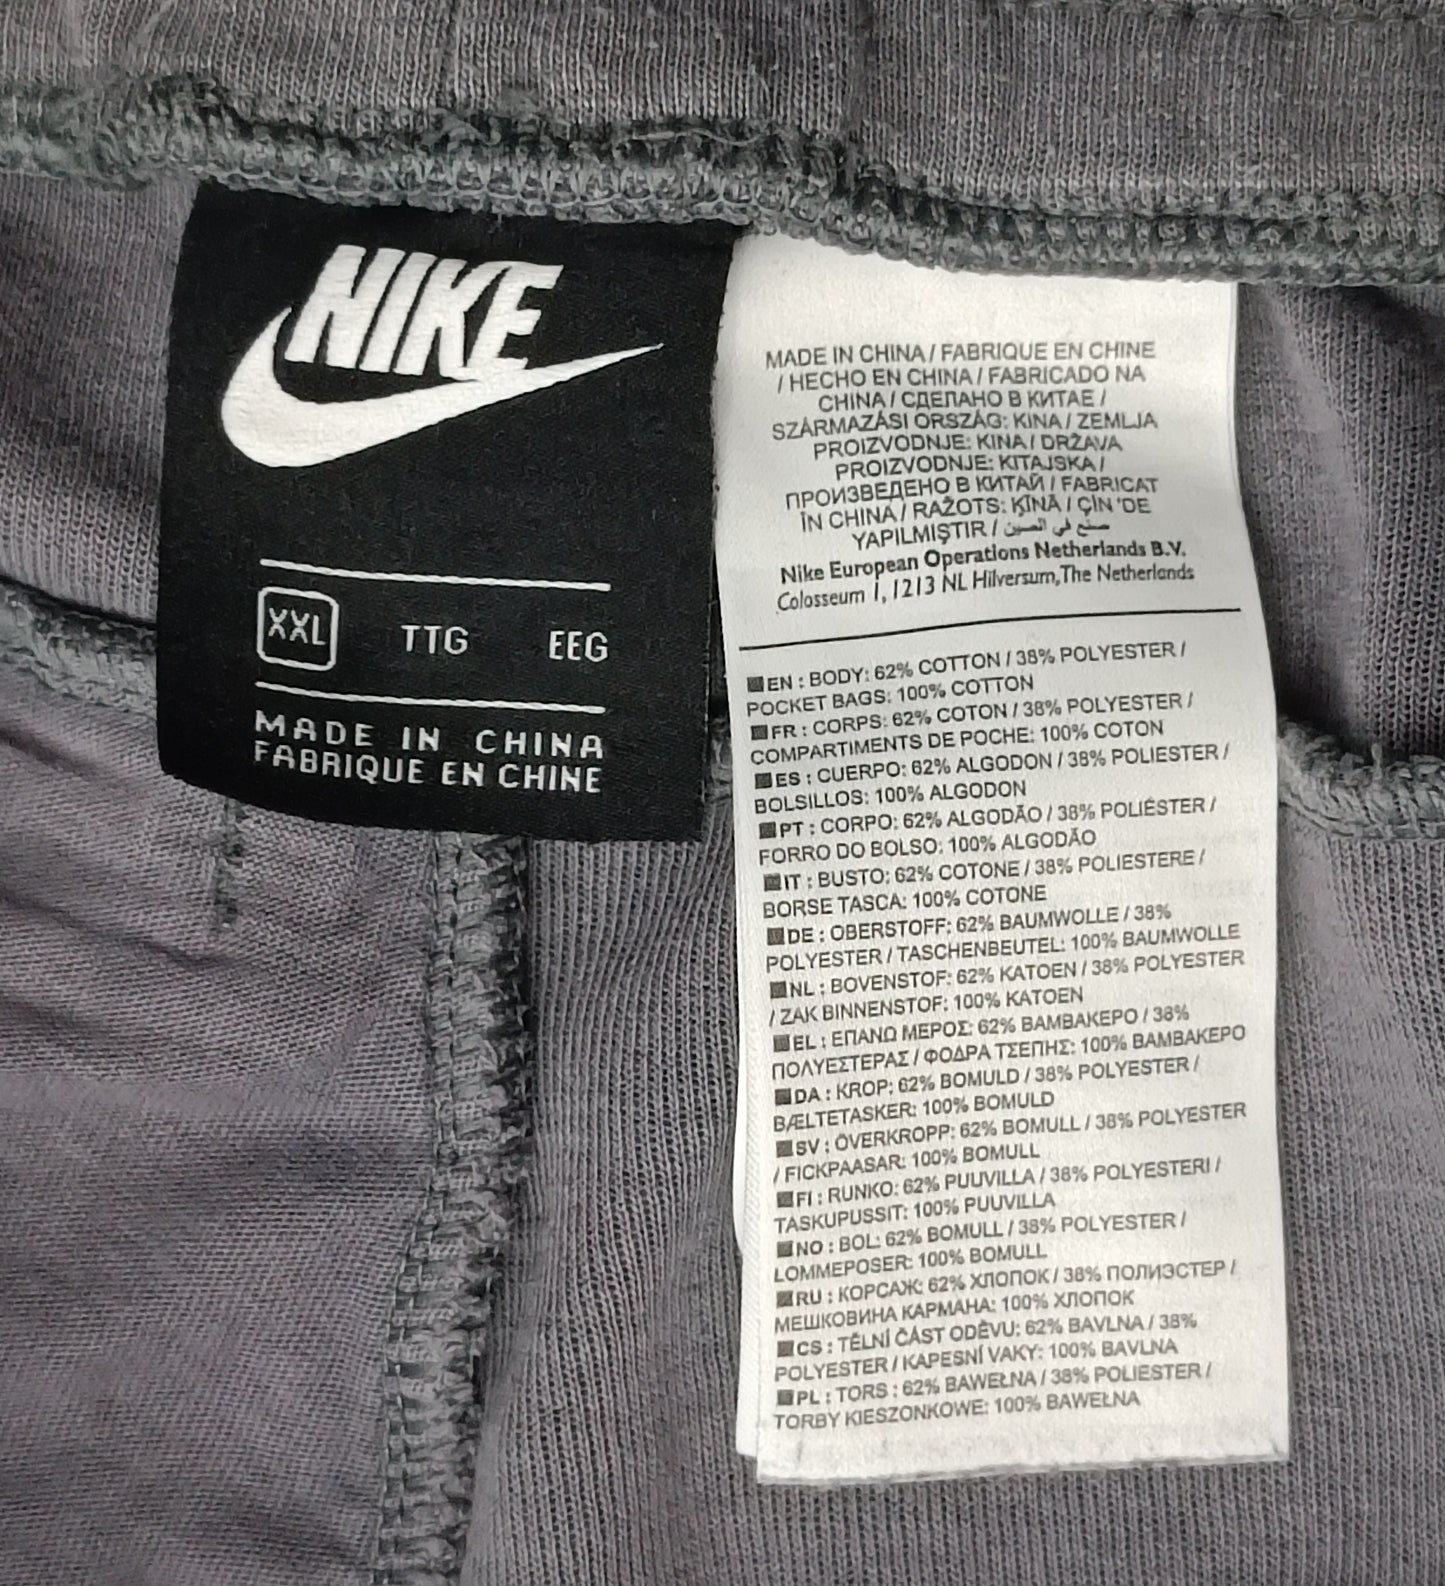 NIKE
XXL TTG EEG
MADE IN CHINA
FABRIQUE EN CHINE
MADE IN CHINA / FABRIQUE EN CHINE
/ HECHO EN CHINA / FABRICADO NA
CHINA / СДЕЛАНО В КИТАЕ /
SZÁRMAZÁSI ORSZÁG: KINA / ZEMLJA
PROIZVODNJE: KINA / DRŽAVA
PROIZVODNJE: KITAJSKA /
ПРОИЗВЕДЕНО В КИТАЙ / FABRICAT
ÎN CHINA / RAŽOTS: ĶĪNĀ / ÇİN 'DE
YAPILMIŞTIR / صنع في الصين
Nike European Operations Netherlands B.V.
Colosseum 1, 1213 NL Hilversum, The Netherlands
EN : BODY: 62% COTTON / 38% POLYESTER /
POCKET BAGS: 100% COTTON
FR : CORPS: 62% COTON / 38% POLYESTER /
COMPARTIMENTS DE POCHE: 100% COTON
ES : CUERPO: 62% ALGODON / 38% POLIESTER /
BOLSILLOS: 100% ALGODON
PT : CORPO: 62% ALGODÃO / 38% POLIÉSTER /
FORRO DO BOLSO: 100% ALGODÃO
IT : BUSTO: 62% COTONE / 38% POLIESTERE /
BORSE TASCA: 100% COTONE
DE : OBERSTOFF: 62% BAUMWOLLE / 38%
POLYESTER / TASCHENBEUTEL: 100% BAUMWOLLE
NL : BOVENSTOF: 62% KATOEN / 38% POLYESTER
/ ZAK BINNENSTOF: 100% KATOEN
EL : ΕΠΑΝΩ ΜΕΡΟΣ: 62% ΒΑΜΒΑΚΕΡΟ / 38%
ΠΟΛΥΕΣΤΕΡΑΣ / ΦΟΔΡΑ ΤΣΕΠΗΣ: 100% ΒΑΜΒΑΚΕΡΟ
DA : KROP: 62% BOMULD / 38% POLYESTER /
BÆLTETASKER: 100% BOMULD
SV : ÖVERKROPP: 62% BOMULL / 38% POLYESTER
/ FICKPAASAR: 100% BOMULL
FI : RUNKO: 62% PUUVILLA / 38% POLYESTERI /
TASKUPUSSIT: 100% PUUVILLA
NO : BOL: 62% BOMULL / 38% POLYESTER /
LOMMEPOSER: 100% BOMULL
RU : КОРСАЖ: 62% ХЛОПОК / 38% ПОЛИЭСТЕР /
МЕШКОВИНА КАРМАНА: 100% ХЛОПОК
CS : TĚLNÍ ČÁST ODĚVU: 62% BAVLNA / 38%
POLYESTER / KAPESNÍ VAKY: 100% BAVLNA
PL : TORS : 62% BAWEŁNA / 38% POLIESTER /
TORBY KIESZONKOWE: 100% BAWEŁNA